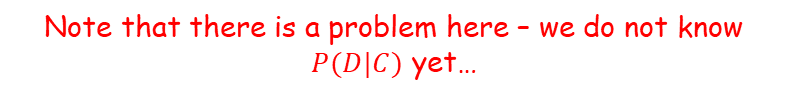 Note that there is a problem here – we do not know
P(D|C) yet…